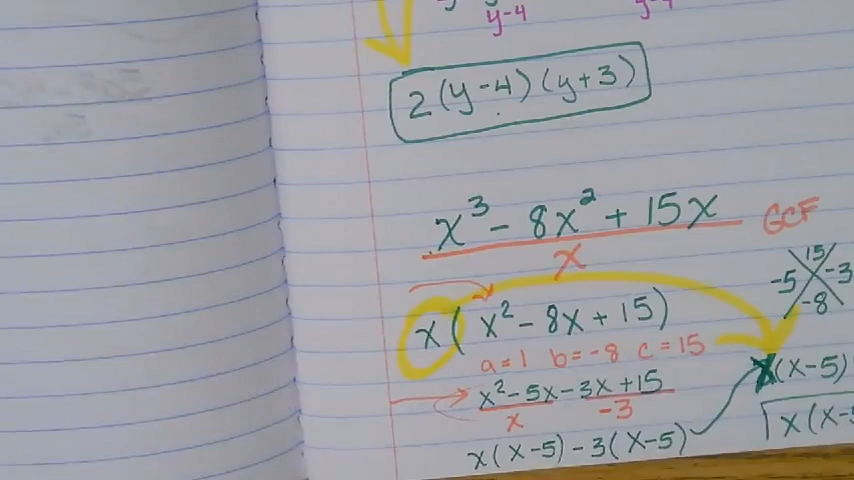 y-4
2(y-4)(y+3)
x³ - 8x² + 15x GCF
x
15
-5 -3
-8
x(x² - 8x + 15)
a=1 b=-8 c=15
x² - 5x - 3x + 15
x -3
x(x-5)
x(x-5) - 3(x-5)
x(x-5